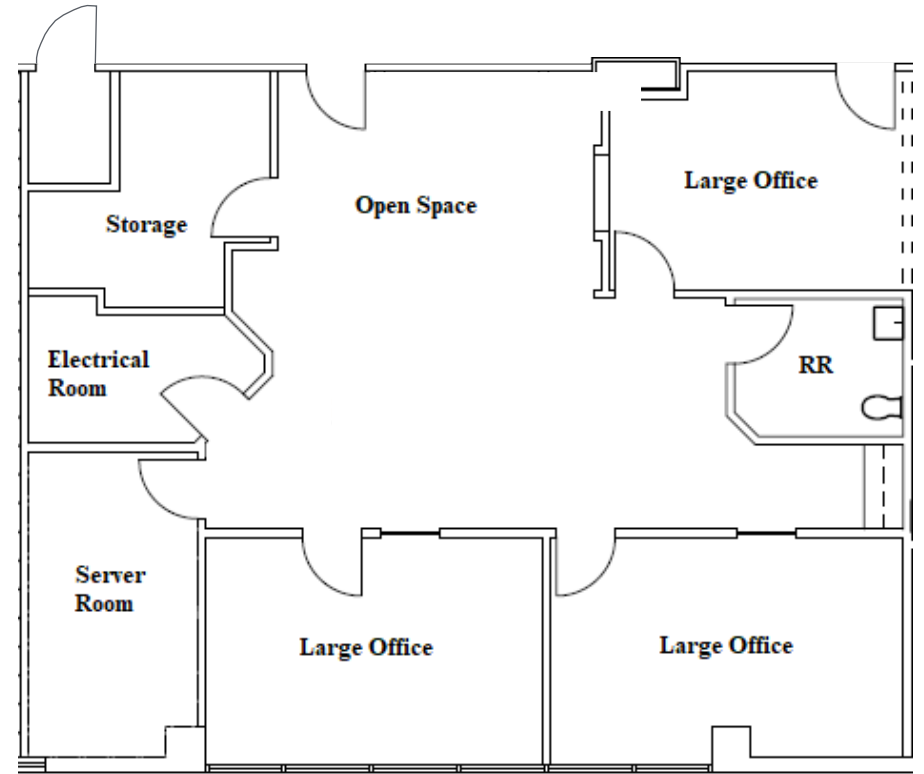 Large Office
Open Space
Storage
Electrical
Room
RR
Server
Room
Large Office
Large Office